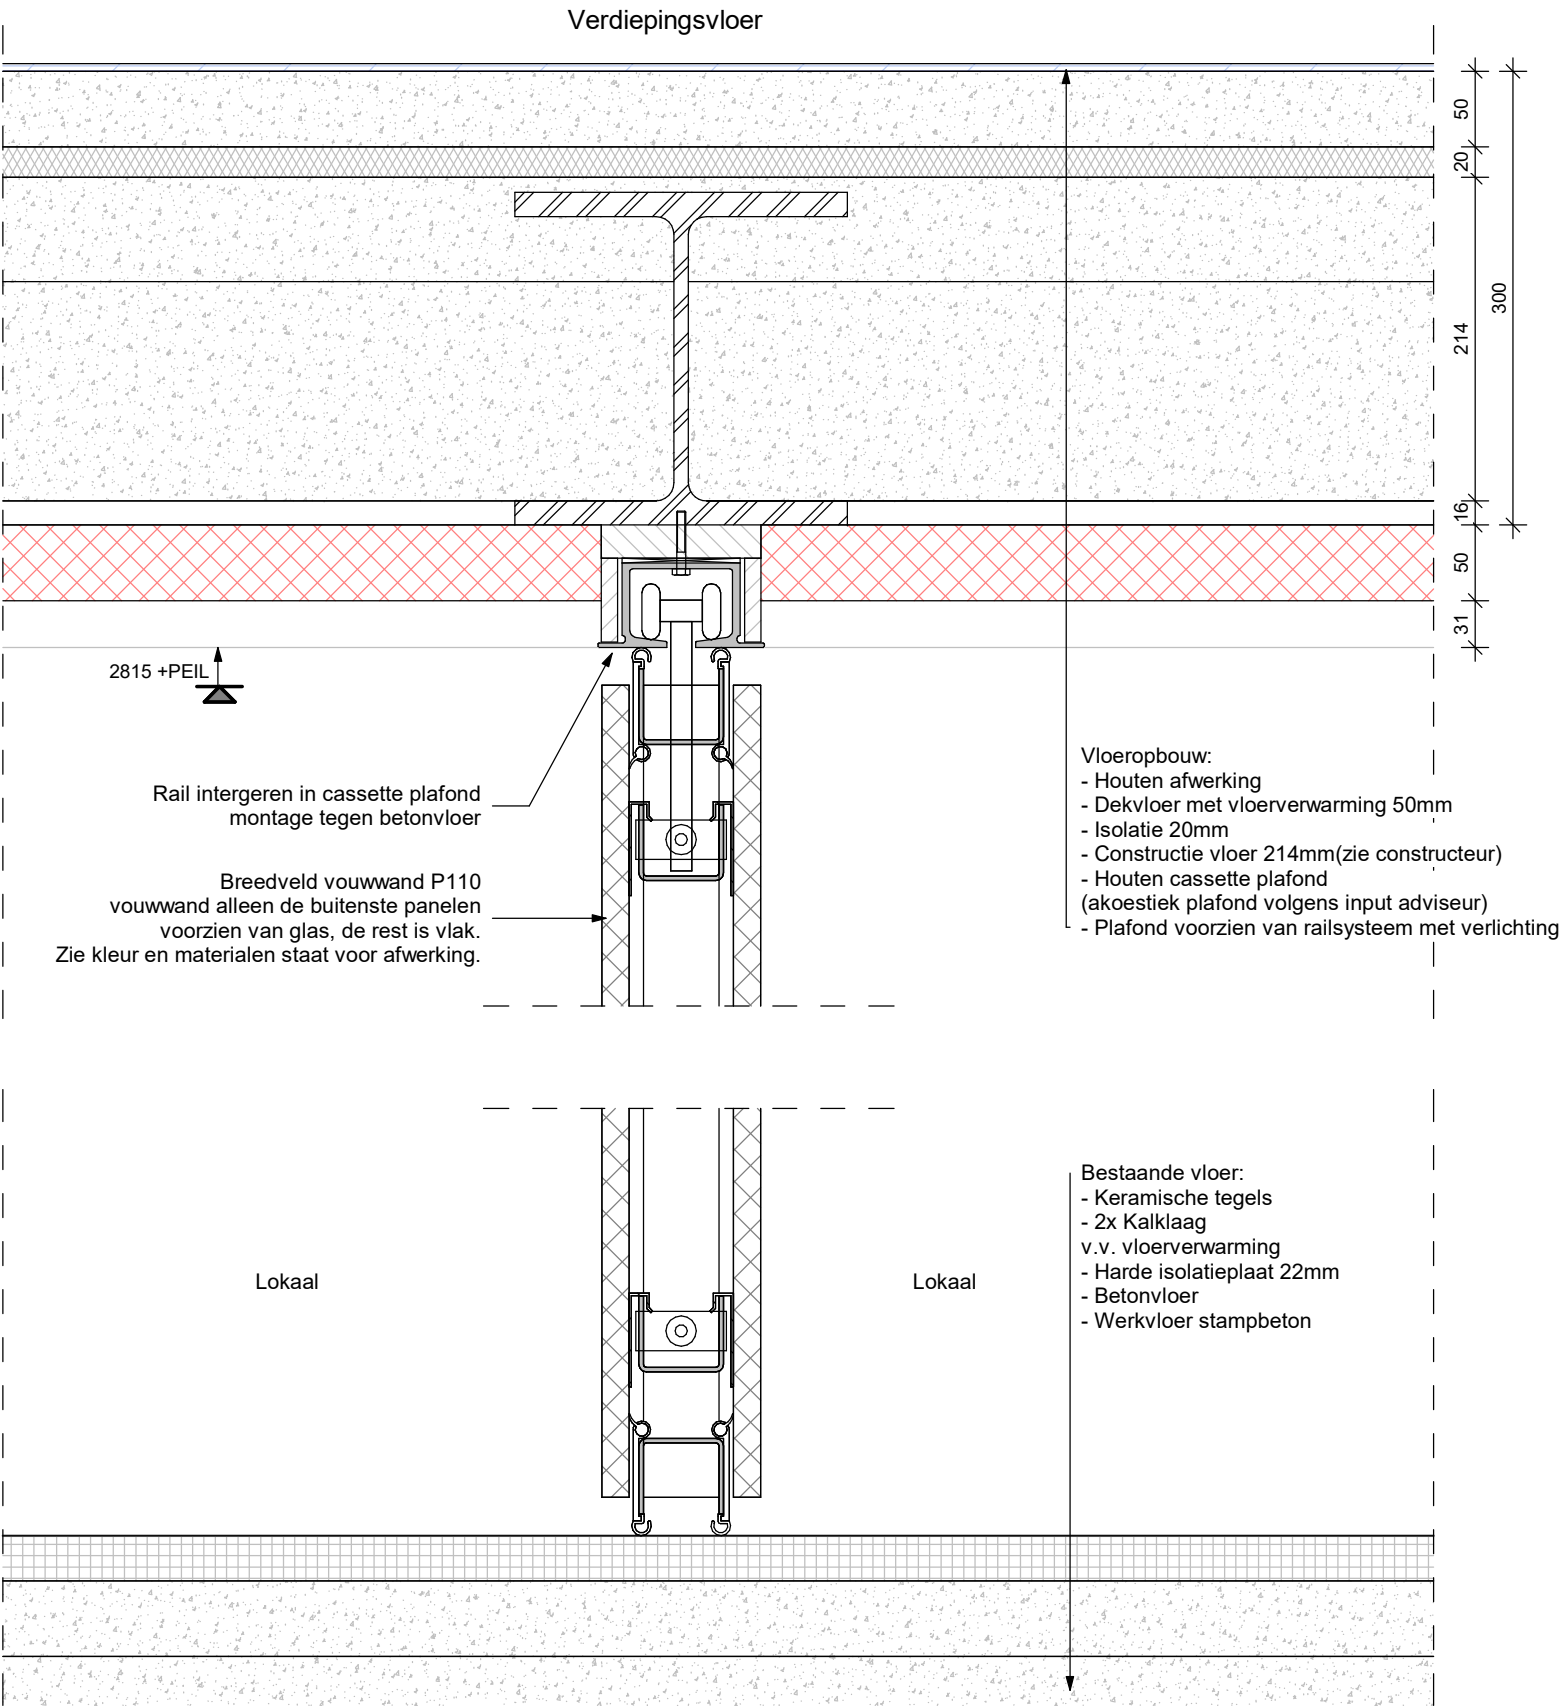 Verdiepingsvloer
50
20
214
300
16
50
31
2815 +PEIL
Rail intergeren in cassette plafond
montage tegen betonvloer
Breedveld vouwwand P110
vouwwand alleen de buitenste panelen
voorzien van glas, de rest is vlak.
Zie kleur en materialen staat voor afwerking.
Vloeropbouw:
- Houten afwerking
- Dekvloer met vloerverwarming 50mm
- Isolatie 20mm
- Constructie vloer 214mm(zie constructeur)
- Houten cassette plafond
(akoestiek plafond volgens input adviseur)
- Plafond voorzien van railsysteem met verlichting
Bestaande vloer:
- Keramische tegels
- 2x Kalklaag
v.v. vloerverwarming
- Harde isolatieplaat 22mm
- Betonvloer
- Werkvloer stampbeton
Lokaal
Lokaal